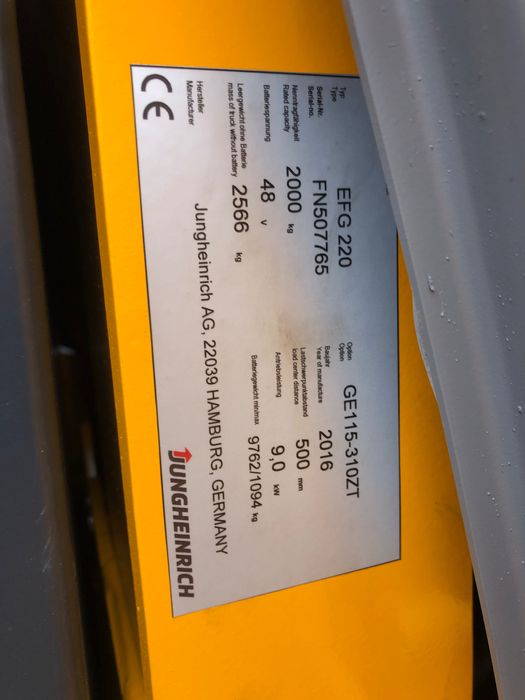 Typ Type EFG 220 Option Option GE115-310ZT
Serial-Nr. Serial-no. FN507765 Baujahr Year of manufacture 2016
Nenntragfähigkeit Rated capacity 2000 kg Lastschwerpunktabstand load center distance 500 mm
Batteriespannung 48 V Antriebsleistung 9,0 kW
Leergewicht ohne Batterie mass of truck without battery 2566 kg Batteriegewicht min/max 9762/1094 kg
Hersteller Manufacturer Jungheinrich AG, 22039 HAMBURG, GERMANY
CE JUNGHEINRICH